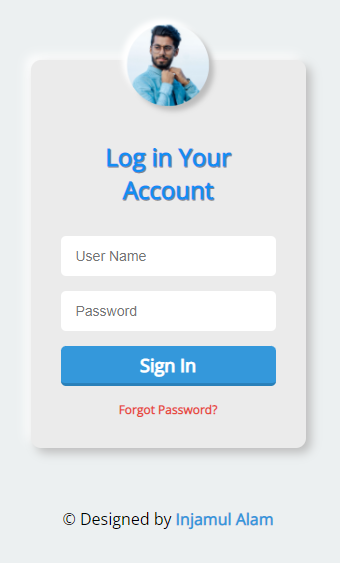 Log in Your
Account
User Name
Password
Sign In
Forgot Password?
© Designed by Injamul Alam